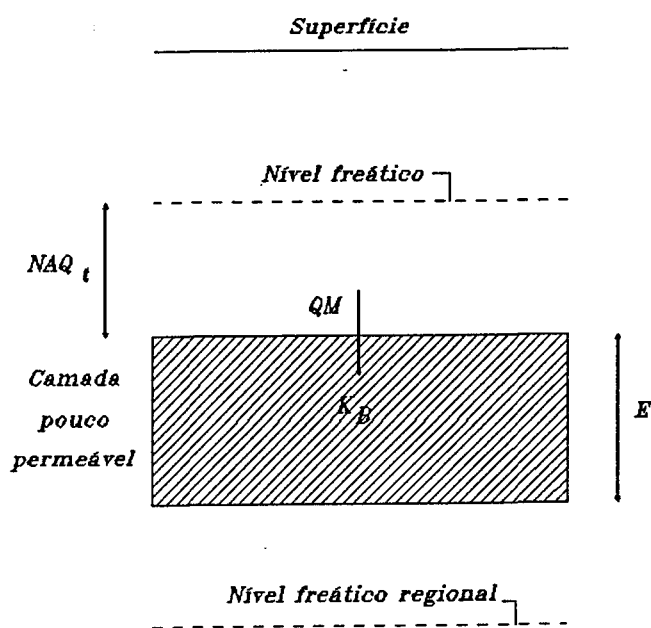 Superfície
Nível freático
NAQ t
QM
Camada
pouco
permeável
K B
E
Nível freático regional